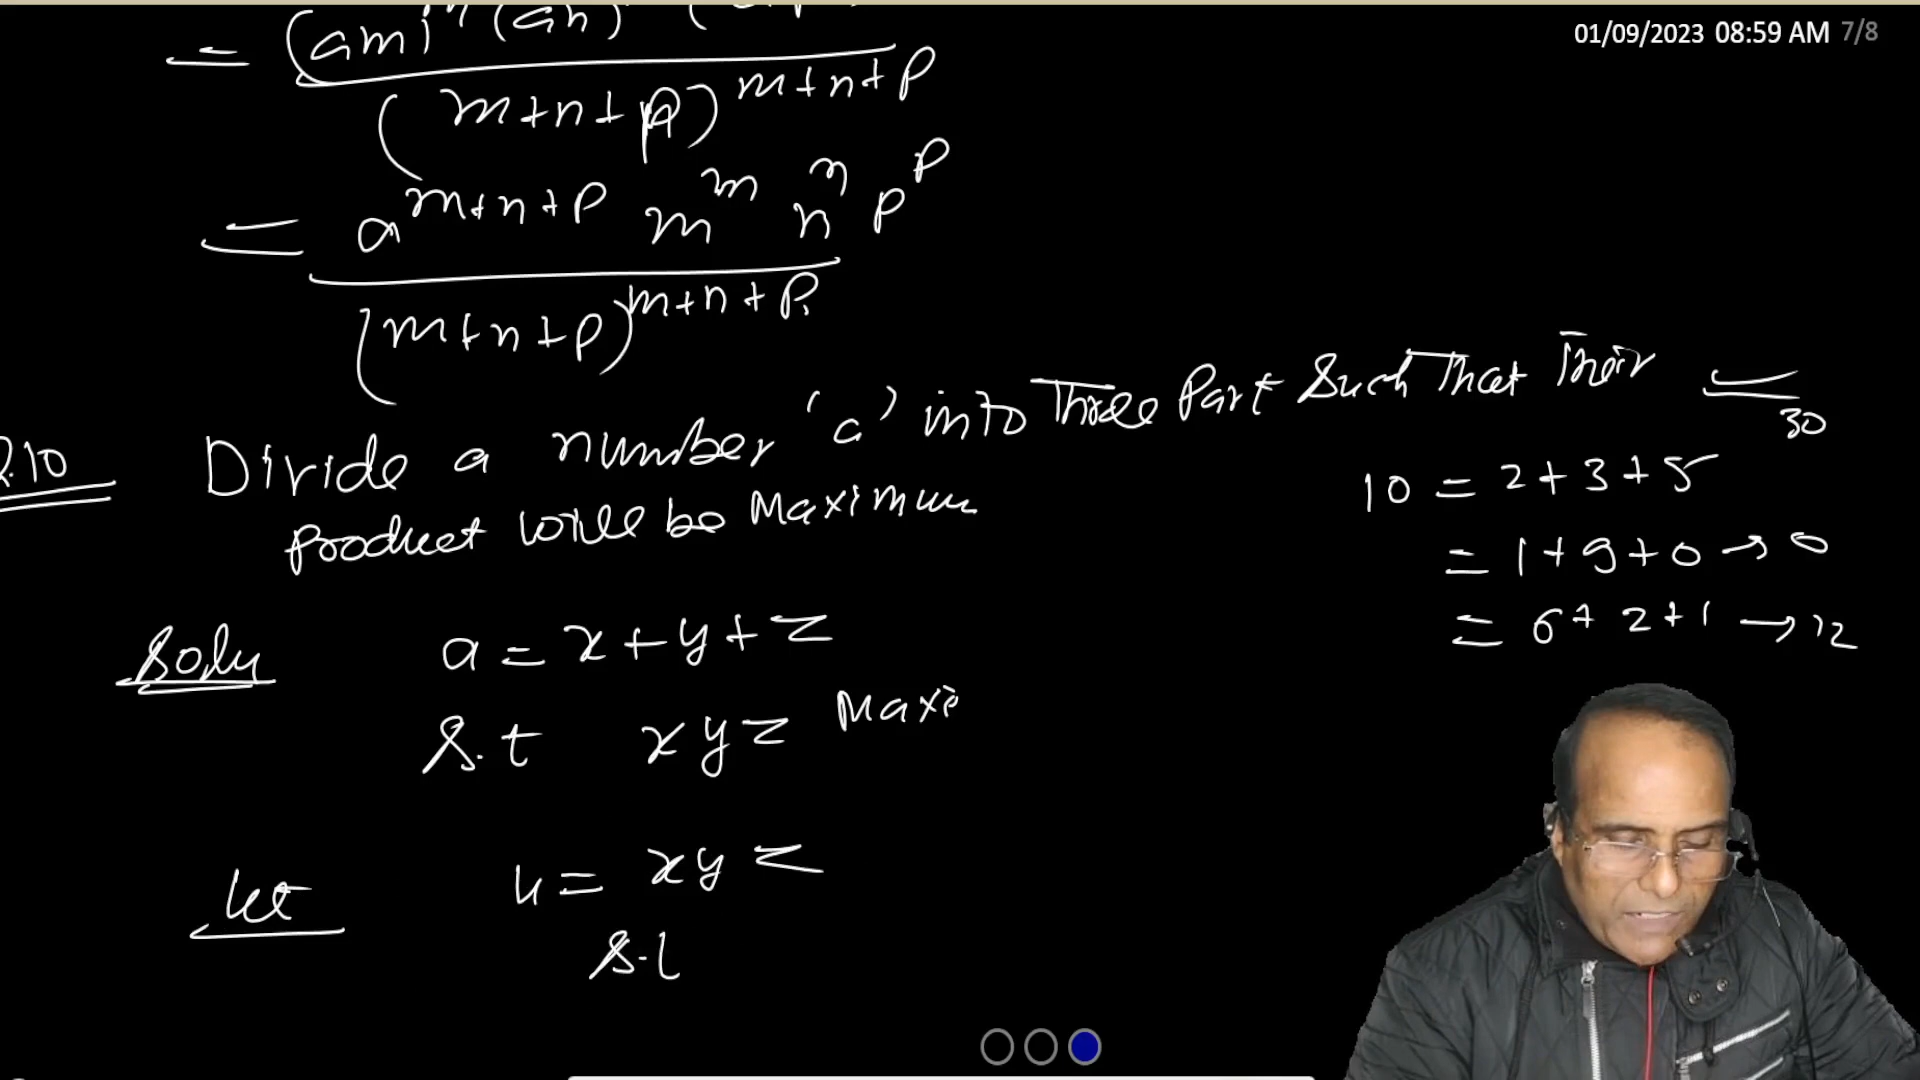 01/09/2023 08:59 AM 7/8
= (am)^m (an)
(m+n+p)^{m+n+p}
= a^{m+n+p} m^m n^n p^p
(m+n+p)^{m+n+p}.
Q.10 Divide a number 'a' into Three Part Such That Their
product will be Maximum
30
10 = 2+3+5
= 1+9+0 → 0
= 6+2+1 → 12
Soln a = x+y+z
S.t xyz Maxi
let u = xyz
S.t